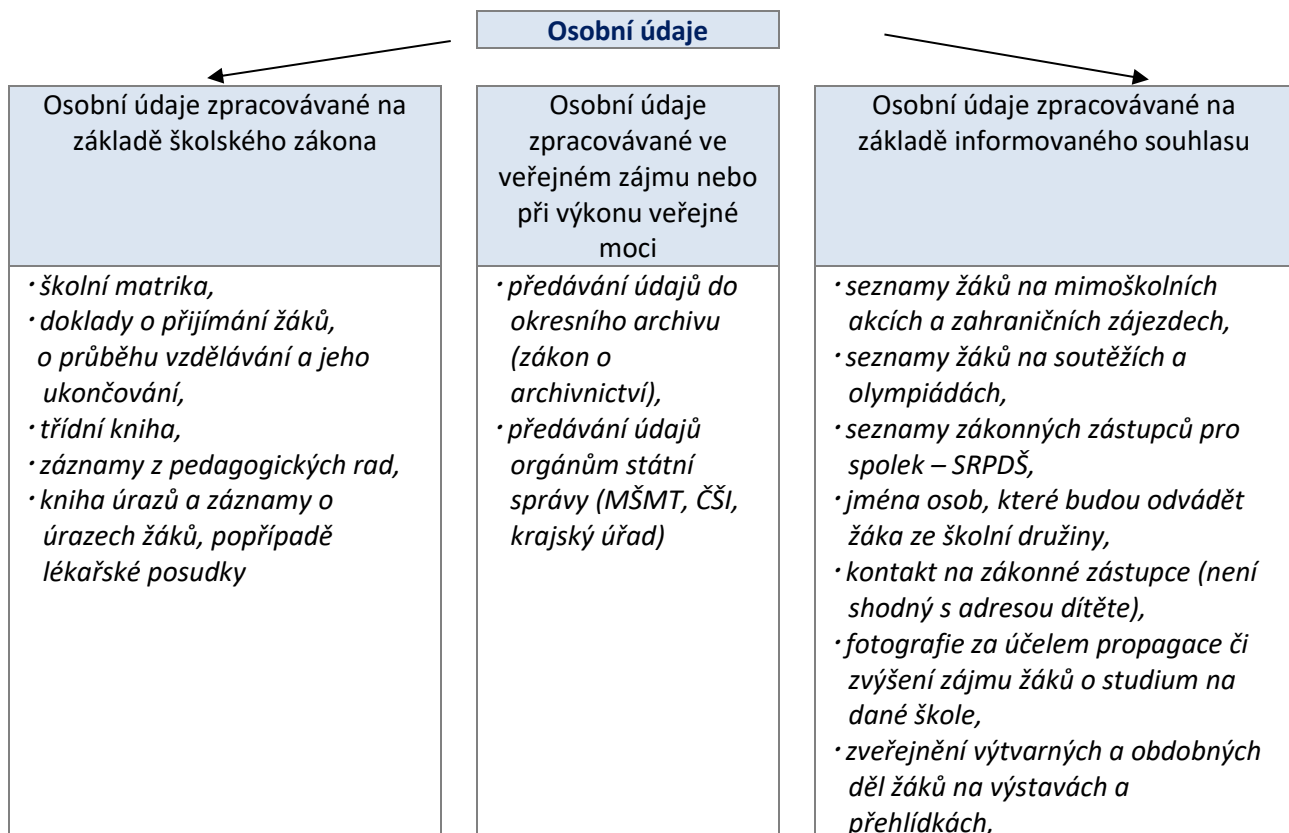 Osobní údaje
Osobní údaje zpracovávané na
základě školského zákona
Osobní údaje
zpracovávané ve
veřejném zájmu nebo
při výkonu veřejné
moci
Osobní údaje zpracovávané na
základě informovaného souhlasu
· školní matrika,
· doklady o přijímání žáků,
o průběhu vzdělávání a jeho
ukončování,
· třídní kniha,
· záznamy z pedagogických rad,
· kniha úrazů a záznamy o
úrazech žáků, popřípadě
lékařské posudky
· předávání údajů do
okresního archivu
(zákon o
archivnictví),
· předávání údajů
orgánům státní
správy (MŠMT, ČŠI,
krajský úřad)
· seznamy žáků na mimoškolních
akcích a zahraničních zájezdech,
· seznamy žáků na soutěžích a
olympiádách,
· seznamy zákonných zástupců pro
spolek – SRPDŠ,
· jména osob, které budou odvádět
žáka ze školní družiny,
· kontakt na zákonné zástupce (není
shodný s adresou dítěte),
· fotografie za účelem propagace či
zvýšení zájmu žáků o studium na
dané škole,
· zveřejnění výtvarných a obdobných
děl žáků na výstavách a
přehlídkách,